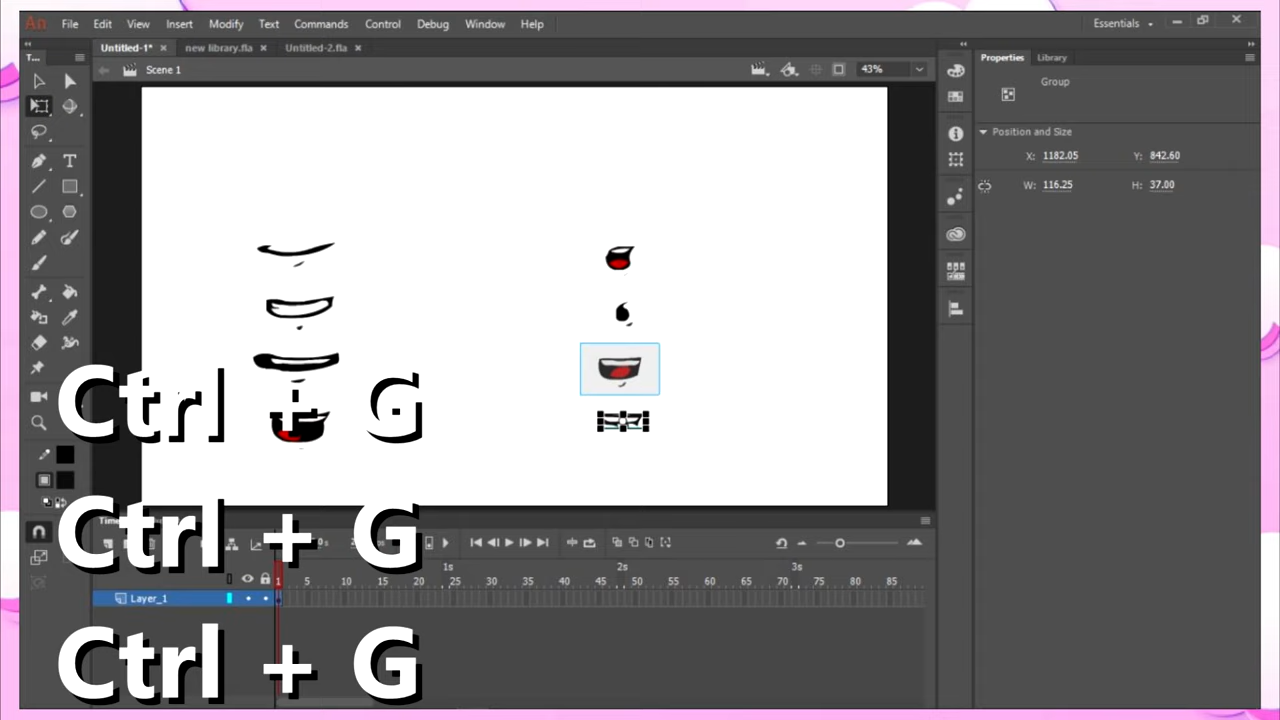 An File Edit View Insert Modify Text Commands Control Debug Window Help Essentials
T... Untitled-1* × new library.fla × Untitled-2.fla × Properties Library
Scene 1 43%
Group
Position and Size
X: 1182.05 Y: 842.60
W: 116.25 H: 37.00
Ctrl + G
Ctrl + G
Ctrl + G
1s 2s 3s
1 5 10 15 20 25 30 35 40 45 50 55 60 65 70 75 80 85
Layer_1